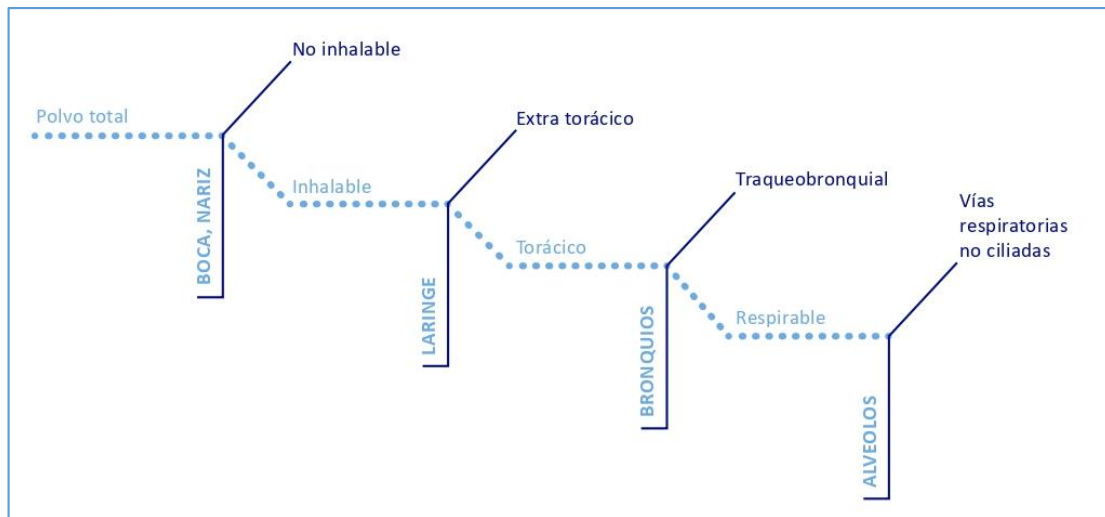 No inhalable
Polvo total
BOCA, NARIZ
Extra torácico
Inhalable
LARINGE
Traqueobronquial
Torácico
BRONQUIOS
Vías
respiratorias
no ciliadas
Respirable
ALVEOLOS